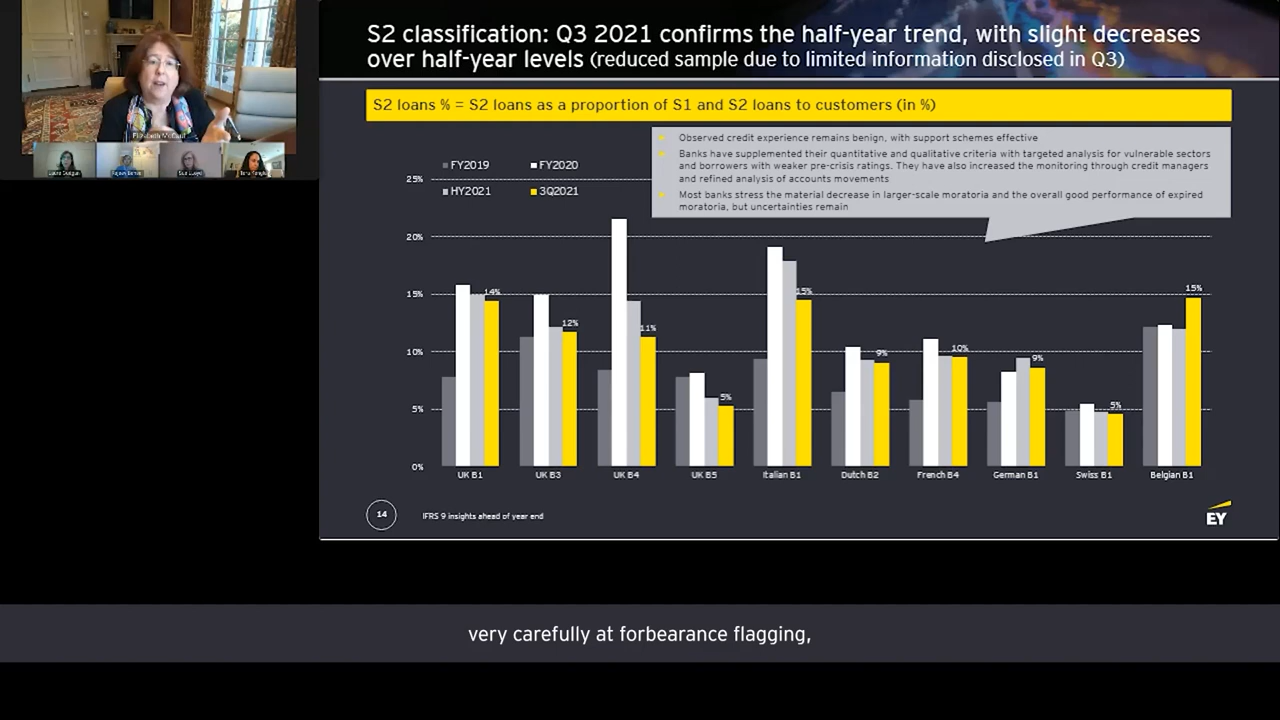 S2 classification: Q3 2021 confirms the half-year trend, with slight decreases
over half-year levels (reduced sample due to limited information disclosed in Q3)
S2 loans % = S2 loans as a proportion of S1 and S2 loans to customers (in %)
Observed credit experience remains benign, with support schemes effective
Banks have supplemented their quantitative and qualitative criteria with targeted analysis for vulnerable sectors
and borrowers with weaker pre-crisis ratings. They have also increased the monitoring through credit managers
and refined analysis of accounts movements
Most banks stress the material decrease in larger-scale moratoria and the overall good performance of expired
moratoria, but uncertainties remain
FY2019 FY2020
HY2021 3Q2021
25%
20%
15%
10%
5%
0%
14%
12%
11%
5%
15%
9%
10%
9%
5%
15%
UK B1 UK B3 UK B4 UK B5 Italian B1 Dutch B2 French B4 German B1 Swiss B1 Belgian B1
14 IFRS 9 insights ahead of year end
EY
very carefully at forbearance flagging,